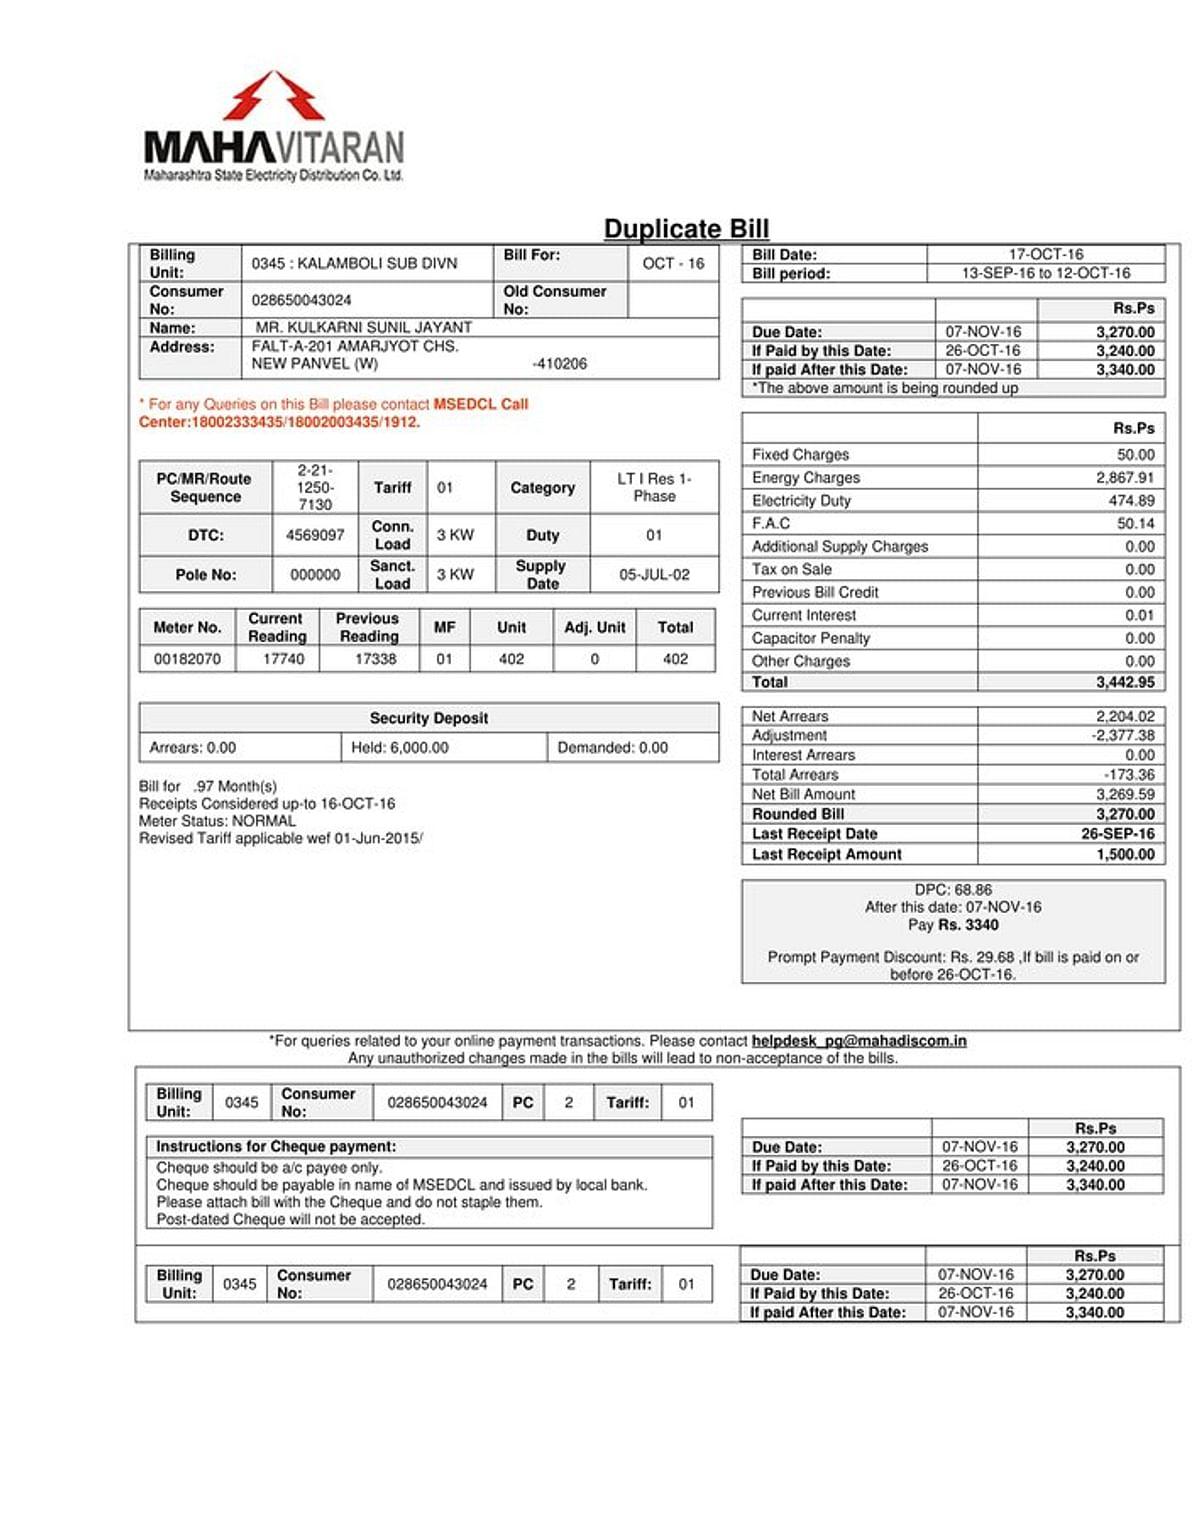 MAHAVITARAN
Maharashtra State Electricity Distribution Co. Ltd.
Duplicate Bill
Billing Unit: 0345 : KALAMBOLI SUB DIVN Bill For: OCT - 16
Consumer No: 028650043024 Old Consumer No:
Name: MR. KULKARNI SUNIL JAYANT
Address: FALT-A-201 AMARJYOT CHS.
NEW PANVEL (W) -410206
* For any Queries on this Bill please contact MSEDCL Call
Center:18002333435/18002003435/1912.
PC/MR/Route Sequence 2-21-1250-7130 Tariff 01 Category LT I Res 1-Phase
DTC: 4569097 Conn. Load 3 KW Duty 01
Pole No: 000000 Sanct. Load 3 KW Supply Date 05-JUL-02
Meter No. Current Reading Previous Reading MF Unit Adj. Unit Total
00182070 17740 17338 01 402 0 402
Security Deposit
Arrears: 0.00 Held: 6,000.00 Demanded: 0.00
Bill for .97 Month(s)
Receipts Considered up-to 16-OCT-16
Meter Status: NORMAL
Revised Tariff applicable wef 01-Jun-2015/
Bill Date: 17-OCT-16
Bill period: 13-SEP-16 to 12-OCT-16
Rs.Ps
Due Date: 07-NOV-16 3,270.00
If Paid by this Date: 26-OCT-16 3,240.00
If paid After this Date: 07-NOV-16 3,340.00
*The above amount is being rounded up
Rs.Ps
Fixed Charges 50.00
Energy Charges 2,867.91
Electricity Duty 474.89
F.A.C 50.14
Additional Supply Charges 0.00
Tax on Sale 0.00
Previous Bill Credit 0.00
Current Interest 0.01
Capacitor Penalty 0.00
Other Charges 0.00
Total 3,442.95
Net Arrears 2,204.02
Adjustment -2,377.38
Interest Arrears 0.00
Total Arrears -173.36
Net Bill Amount 3,269.59
Rounded Bill 3,270.00
Last Receipt Date 26-SEP-16
Last Receipt Amount 1,500.00
DPC: 68.86
After this date: 07-NOV-16
Pay Rs. 3340
Prompt Payment Discount: Rs. 29.68 ,If bill is paid on or
before 26-OCT-16.
*For queries related to your online payment transactions. Please contact helpdesk_pg@mahadiscom.in
Any unauthorized changes made in the bills will lead to non-acceptance of the bills.
Billing Unit: 0345 Consumer No: 028650043024 PC 2 Tariff: 01
Instructions for Cheque payment:
Cheque should be a/c payee only.
Cheque should be payable in name of MSEDCL and issued by local bank.
Please attach bill with the Cheque and do not staple them.
Post-dated Cheque will not be accepted.
Rs.Ps
Due Date: 07-NOV-16 3,270.00
If Paid by this Date: 26-OCT-16 3,240.00
If paid After this Date: 07-NOV-16 3,340.00
Billing Unit: 0345 Consumer No: 028650043024 PC 2 Tariff: 01
Rs.Ps
Due Date: 07-NOV-16 3,270.00
If Paid by this Date: 26-OCT-16 3,240.00
If paid After this Date: 07-NOV-16 3,340.00